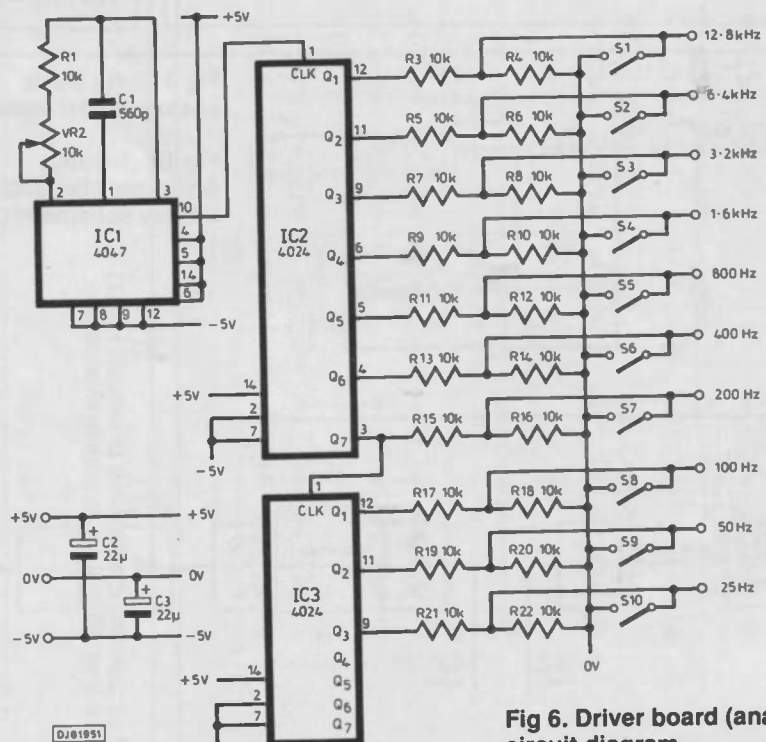 +5V
R1
10k
C1
560p
VR2
10k
2
1
3
10
4
5
14
6
IC1
4047
7 8 9 12
-5V
1
CLK
IC2
4024
Q1 12
Q2 11
Q3 9
Q4 6
Q5 5
Q6 4
Q7 3
+5V 14
2
7
-5V
R3 10k R4 10k S1 12·8kHz
R5 10k R6 10k S2 6·4kHz
R7 10k R8 10k S3 3·2kHz
R9 10k R10 10k S4 1·6kHz
R11 10k R12 10k S5 800 Hz
R13 10k R14 10k S6 400 Hz
R15 10k R16 10k S7 200 Hz
R17 10k R18 10k S8 100 Hz
R19 10k R20 10k S9 50 Hz
R21 10k R22 10k S10 25 Hz
0V
1
CLK
IC3
4024
Q1 12
Q2 11
Q3 9
Q4
Q5
Q6
Q7
+5V 14
2
7
+5V +5V
+
C2
22µ
0V 0V
+
C3
22µ
-5V -5V
DJ61951
Fig 6. Driver board (ana
circuit diagram